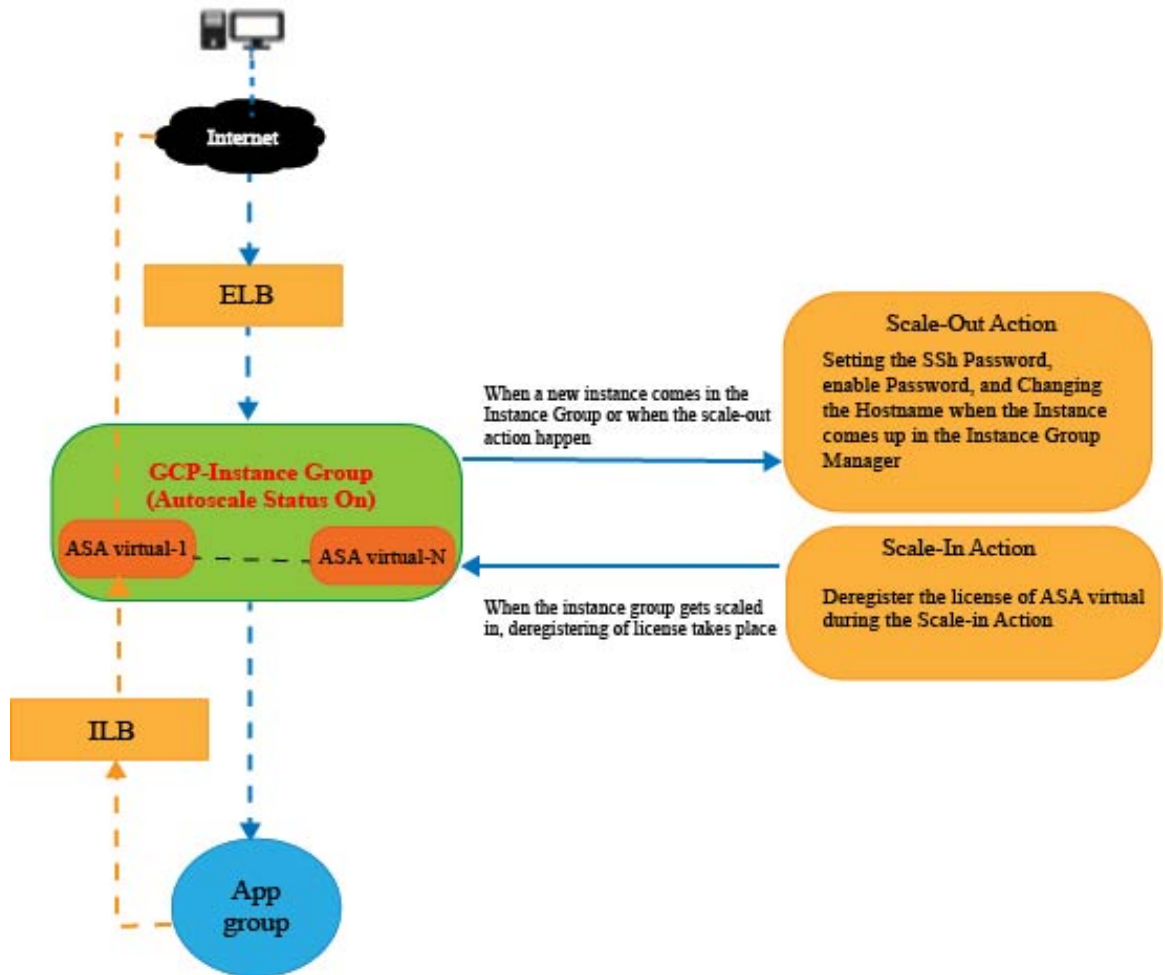 Internet
ELB
Scale-Out Action
Setting the SSh Password,
enable Password, and Changing
the Hostname when the Instance
comes up in the Instance Group
Manager
When a new instance comes in the
Instance Group or when the scale-out
action happen
GCP-Instance Group
(Autoscale Status On)
ASA virtual-1
ASA virtual-N
Scale-In Action
Deregister the license of ASA virtual
during the Scale-in Action
When the instance group gets scaled
in, deregistering of license takes place
ILB
App
group